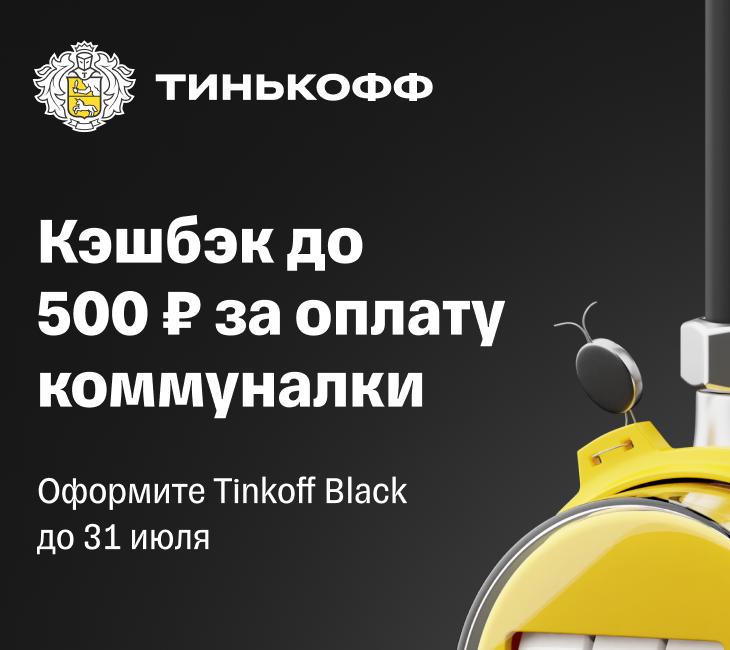 ТИНЬКОФФ
Кэшбэк до
500 ₽ за оплату
коммуналки
Оформите Tinkoff Black
до 31 июля